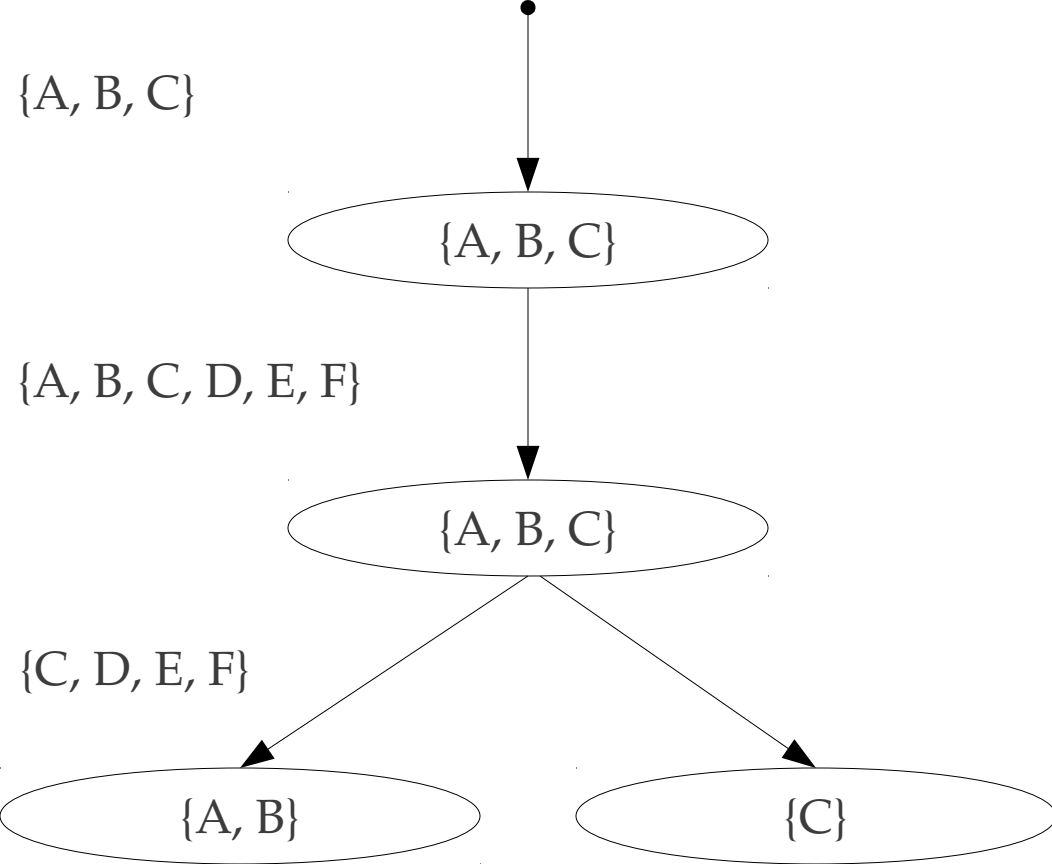 {A, B, C}
{A, B, C}
{A, B, C, D, E, F}
{A, B, C}
{C, D, E, F}
{A, B}
{C}